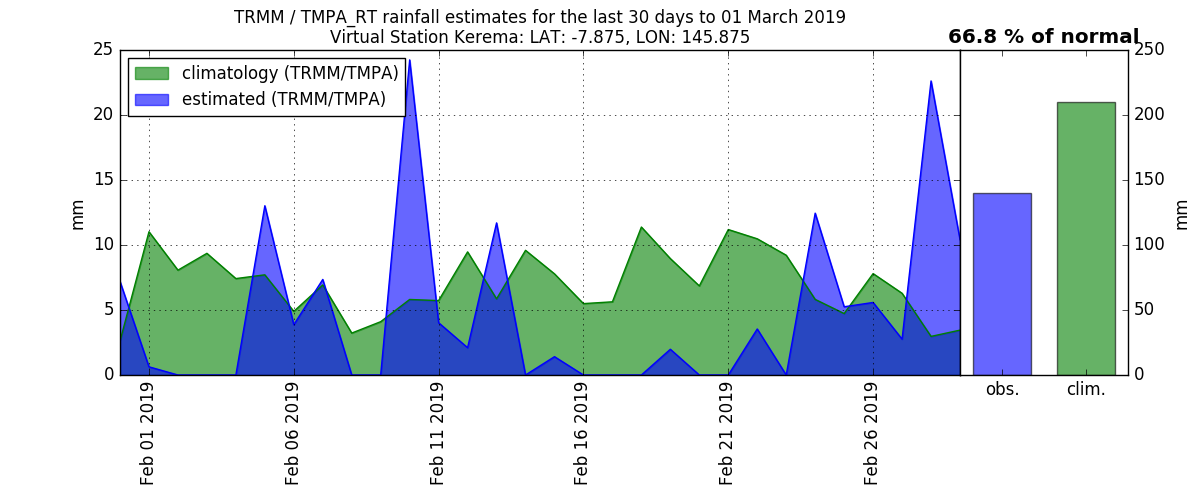 TRMM / TMPA_RT rainfall estimates for the last 30 days to 01 March 2019
Virtual Station Kerema: LAT: -7.875, LON: 145.875
66.8 % of normal
climatology (TRMM/TMPA)
estimated (TRMM/TMPA)
25
20
15
10
5
0
mm
Feb 01 2019
Feb 06 2019
Feb 11 2019
Feb 16 2019
Feb 21 2019
Feb 26 2019
250
200
150
100
50
0
mm
obs.
clim.